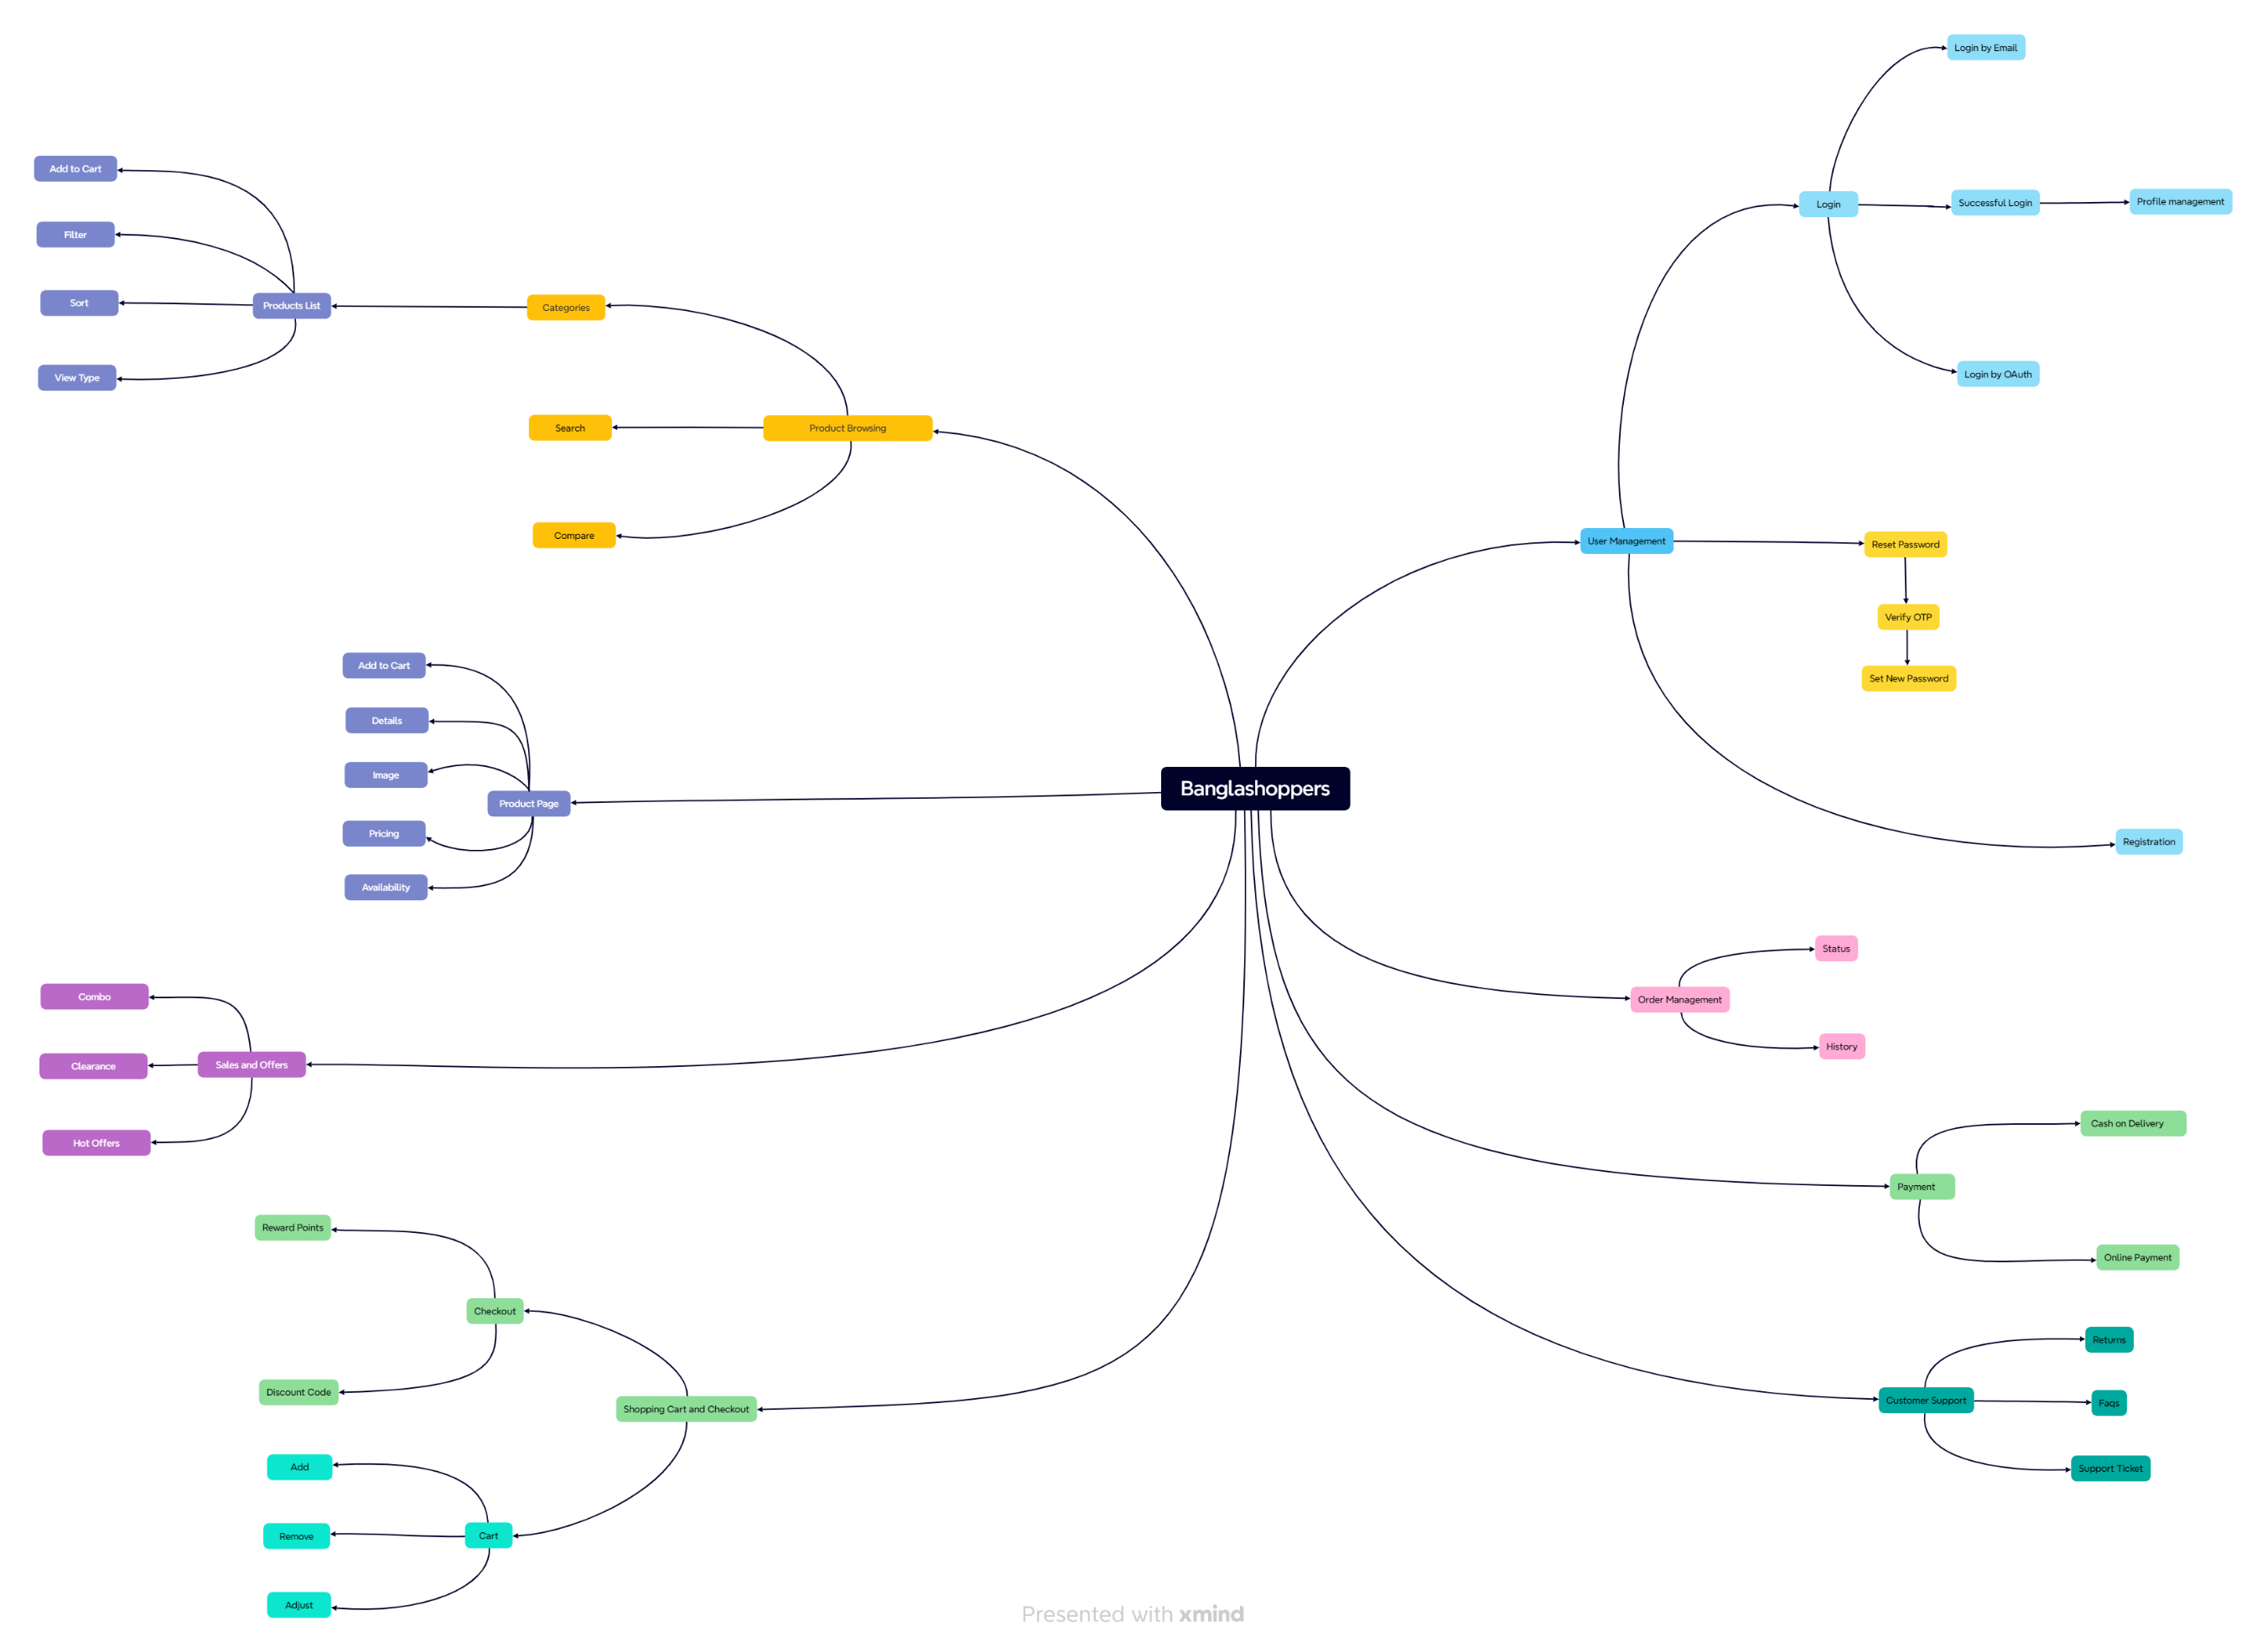 Login by Email
Add to Cart
Filter
Sort
View Type
Products List
Categories
Search
Compare
Product Browsing
Login
Successful Login
Profile management
Login by OAuth
User Management
Reset Password
Verify OTP
Set New Password
Registration
Add to Cart
Details
Image
Pricing
Availability
Product Page
Banglashoppers
Combo
Clearance
Hot Offers
Sales and Offers
Status
Order Management
History
Cash on Delivery
Payment
Online Payment
Reward Points
Checkout
Discount Code
Shopping Cart and Checkout
Add
Remove
Adjust
Cart
Returns
Customer Support
Faqs
Support Ticket
Presented with xmind